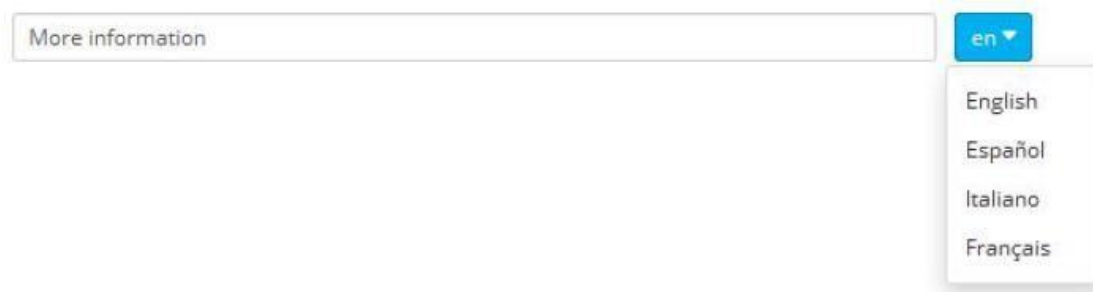 More information
en
English
Español
Italiano
Français